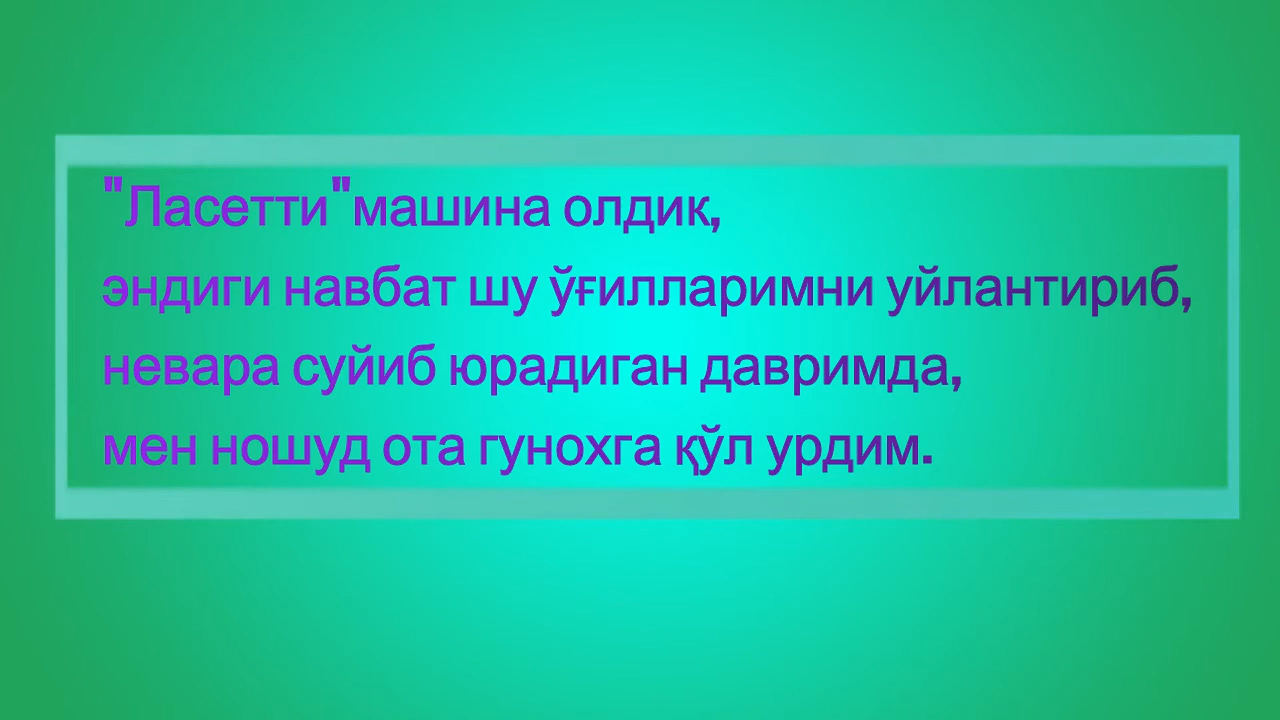 "Ласетти"машина олдик,
эндиги навбат шу ўғилларимни уйлантириб,
невара суйиб юрадиган давримда,
мен ношуд ота гунохга қўл урдим.